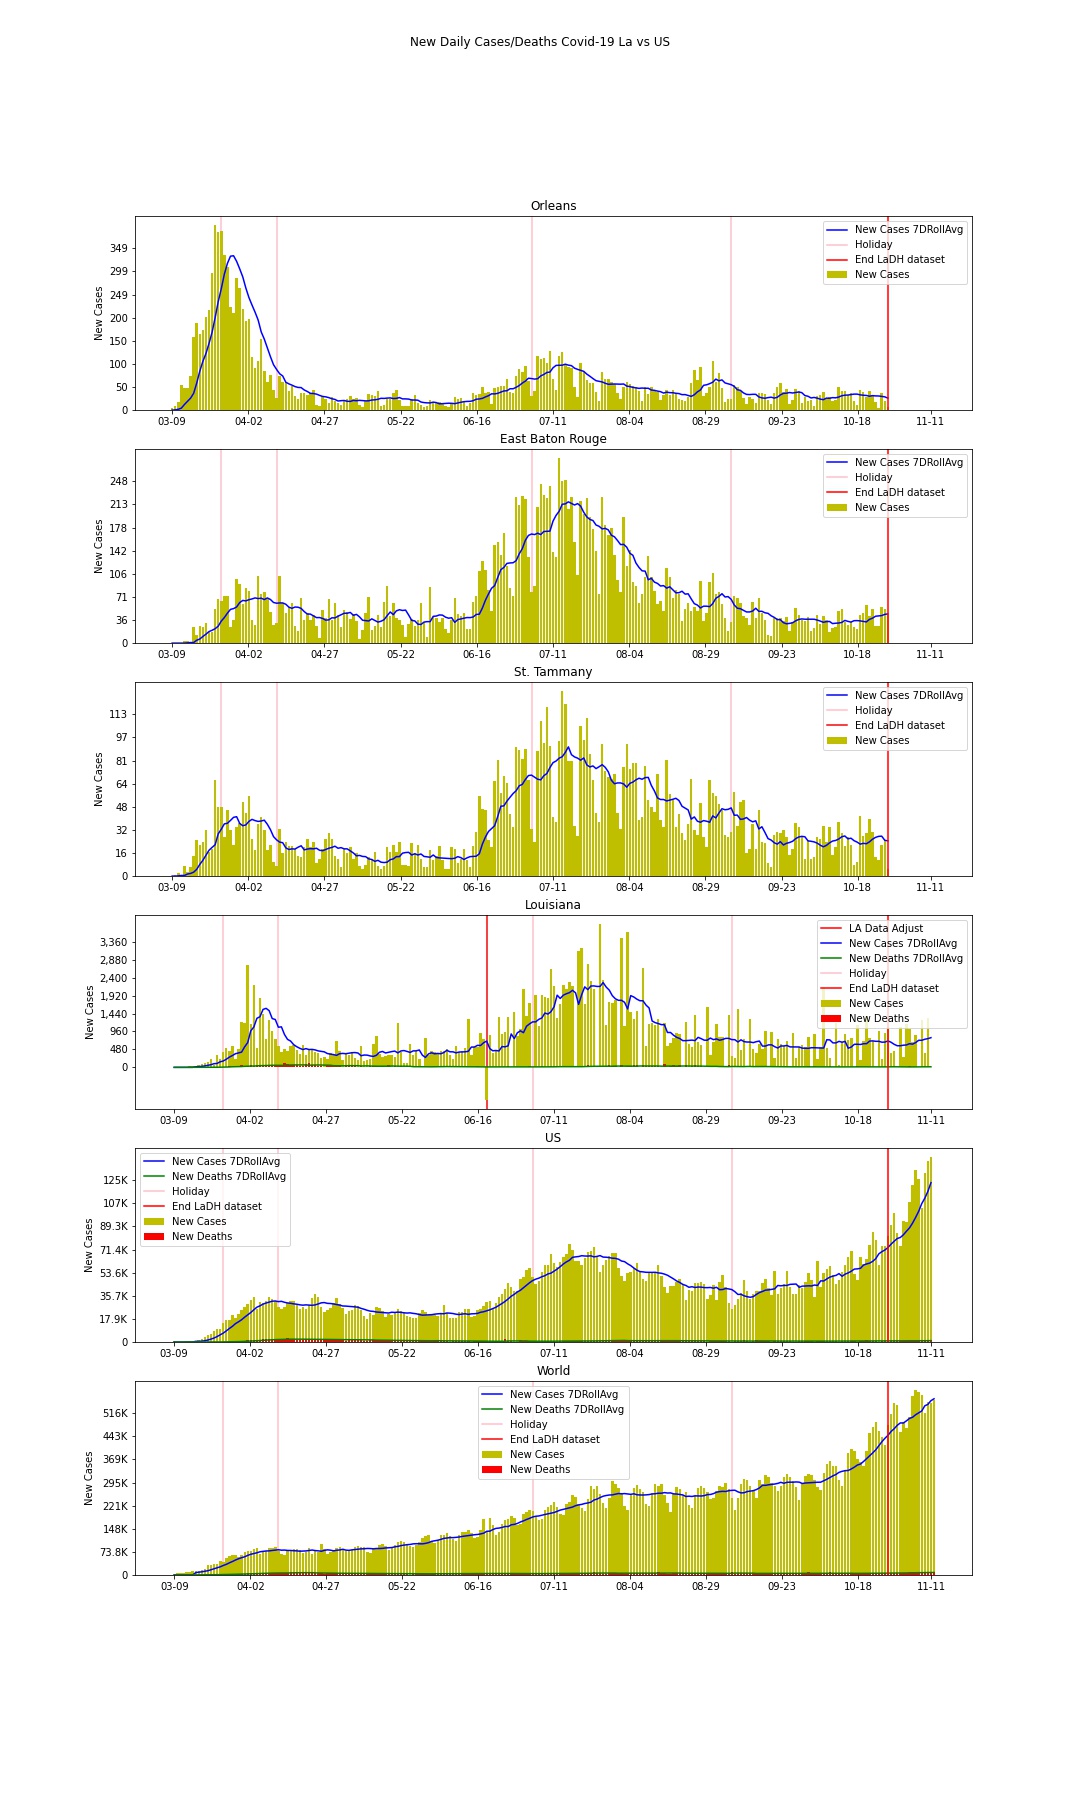 New Daily Cases/Deaths Covid-19 La vs US
Orleans
New Cases
349
299
249
200
150
100
50
0
New Cases 7DRollAvg
Holiday
End LaDH dataset
New Cases
03-09 04-02 04-27 05-22 06-16 07-11 08-04 08-29 09-23 10-18 11-11
East Baton Rouge
New Cases
248
213
178
142
106
71
36
0
New Cases 7DRollAvg
Holiday
End LaDH dataset
New Cases
03-09 04-02 04-27 05-22 06-16 07-11 08-04 08-29 09-23 10-18 11-11
St. Tammany
New Cases
113
97
81
64
48
32
16
0
New Cases 7DRollAvg
Holiday
End LaDH dataset
New Cases
03-09 04-02 04-27 05-22 06-16 07-11 08-04 08-29 09-23 10-18 11-11
Louisiana
New Cases
3,360
2,880
2,400
1,920
1,440
960
480
0
LA Data Adjust
New Cases 7DRollAvg
New Deaths 7DRollAvg
Holiday
End LaDH dataset
New Cases
New Deaths
03-09 04-02 04-27 05-22 06-16 07-11 08-04 08-29 09-23 10-18 11-11
US
New Cases
125K
107K
89.3K
71.4K
53.6K
35.7K
17.9K
0
New Cases 7DRollAvg
New Deaths 7DRollAvg
Holiday
End LaDH dataset
New Cases
New Deaths
03-09 04-02 04-27 05-22 06-16 07-11 08-04 08-29 09-23 10-18 11-11
World
New Cases
516K
443K
369K
295K
221K
148K
73.8K
0
New Cases 7DRollAvg
New Deaths 7DRollAvg
Holiday
End LaDH dataset
New Cases
New Deaths
03-09 04-02 04-27 05-22 06-16 07-11 08-04 08-29 09-23 10-18 11-11